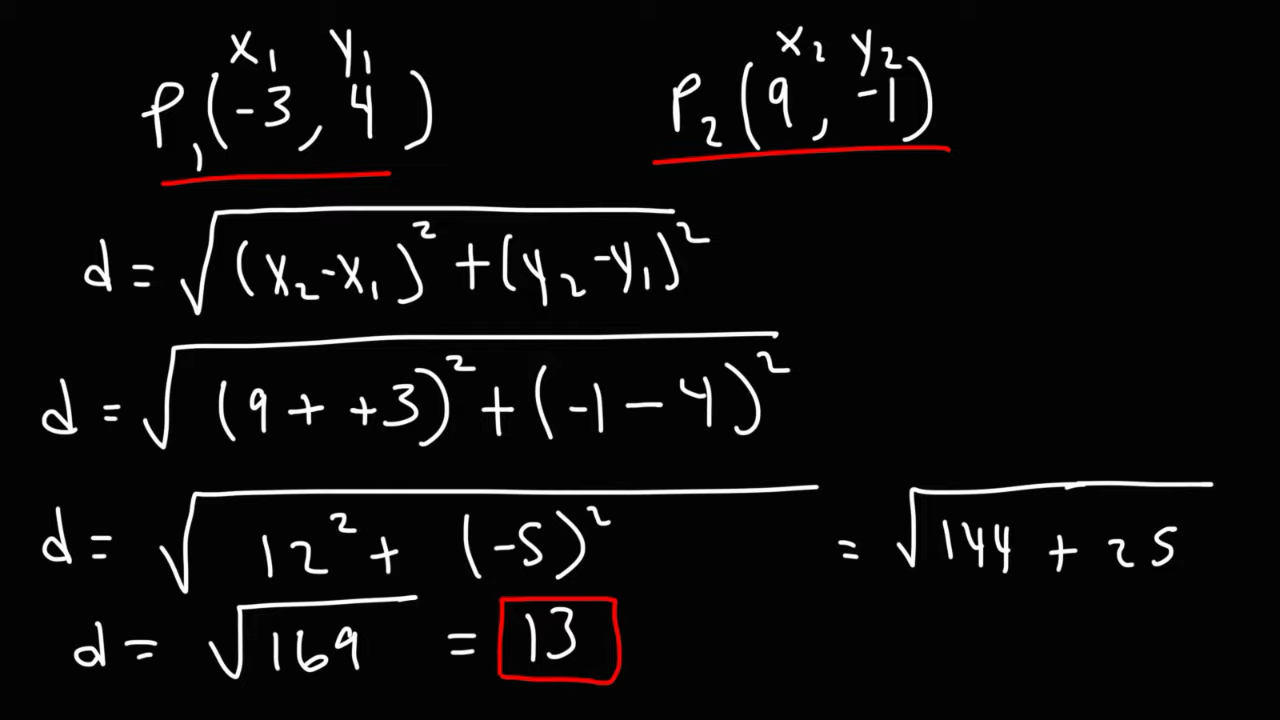 x₁ y₁ x₂ y₂
P₁(-3, 4) P₂(9, -1)
d = √(x₂-x₁)² + (y₂-y₁)²
d = √(9 + +3)² + (-1 - 4)²
d = √12² + (-5)² = √144 + 25
d = √169 = 13